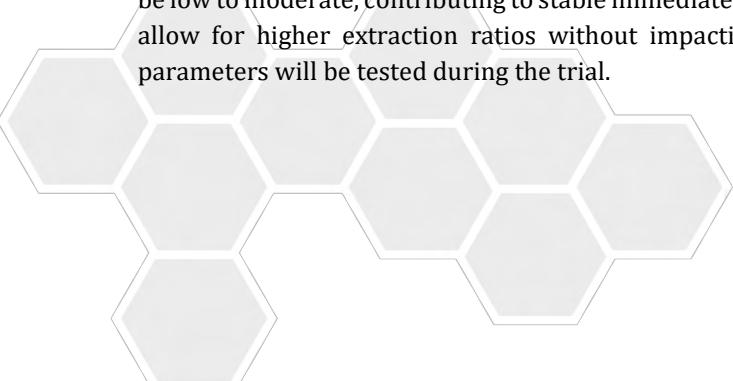 be low to moderate, contributing to stable immediate
allow for higher extraction ratios without impacti
parameters will be tested during the trial.